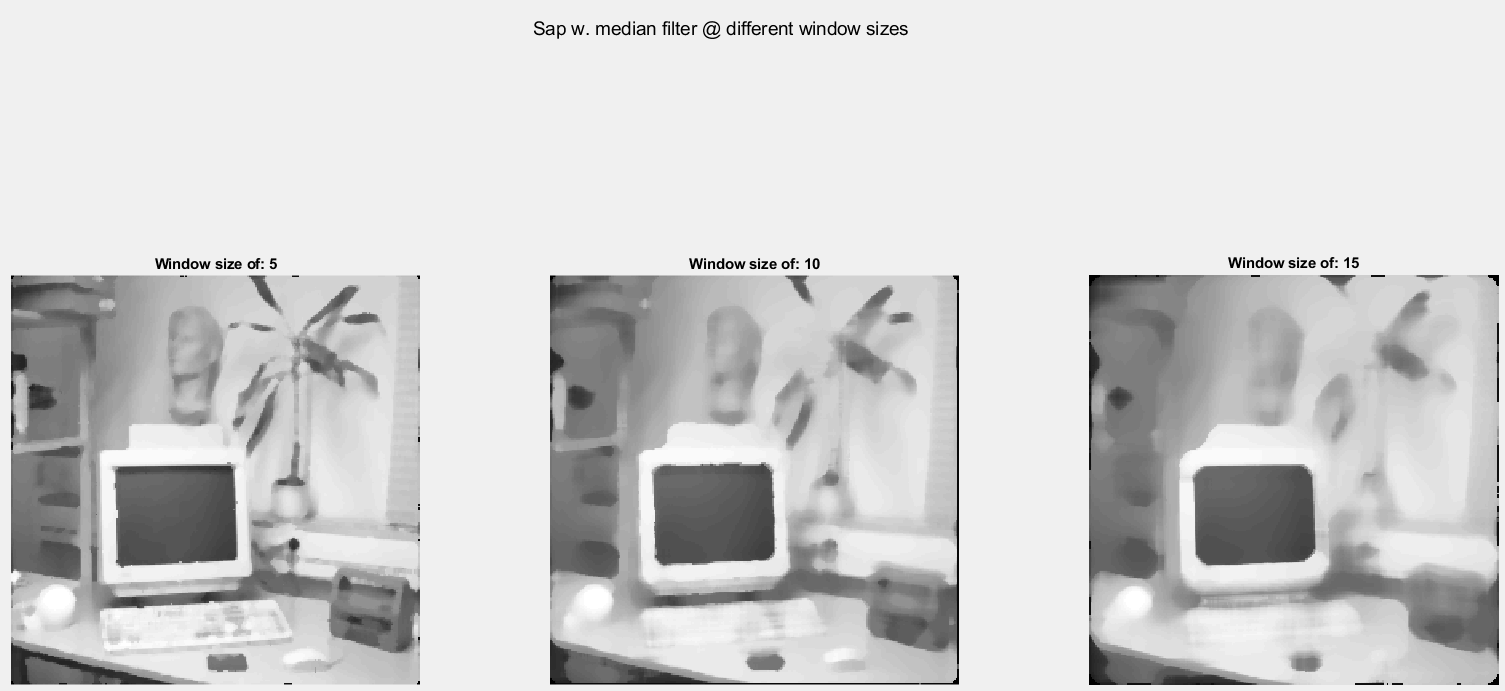 Sap w. median filter @ different window sizes
Window size of: 5
Window size of: 10
Window size of: 15